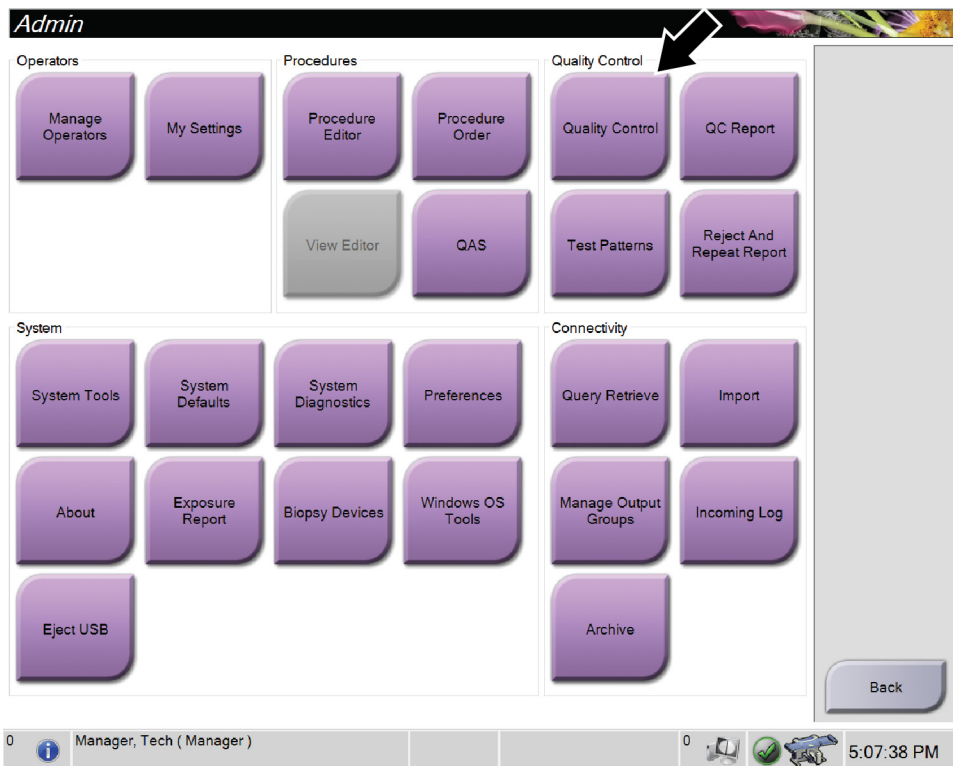 Admin
Operators
Manage
Operators
My Settings
Procedures
Procedure
Editor
Procedure
Order
View Editor
QAS
Quality Control
Quality Control
QC Report
Test Patterns
Reject And
Repeat Report
System
System Tools
System
Defaults
System
Diagnostics
Preferences
About
Exposure
Report
Biopsy Devices
Windows OS
Tools
Eject USB
Connectivity
Query Retrieve
Import
Manage Output
Groups
Incoming Log
Archive
Back
0
Manager, Tech ( Manager )
0
5:07:38 PM